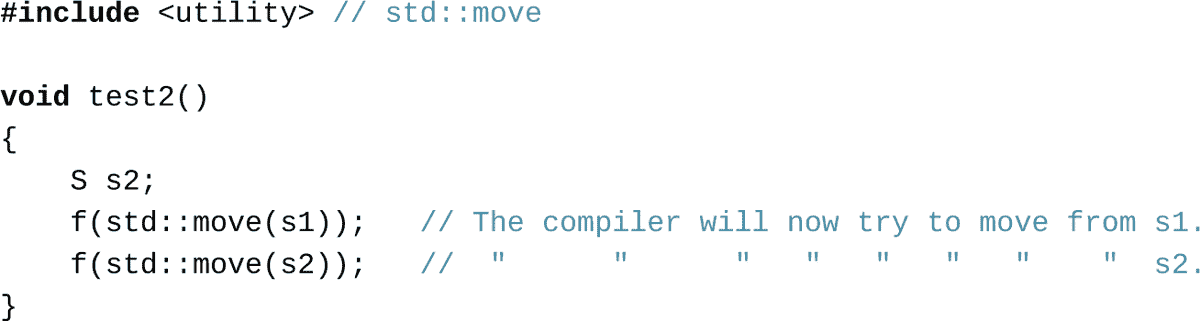 #include <utility> // std::move
void test2()
{
    S s2;
    f(std::move(s1));   // The compiler will now try to move from s1.
    f(std::move(s2));   //  "      "      "   "   "   "   "    "  s2.
}